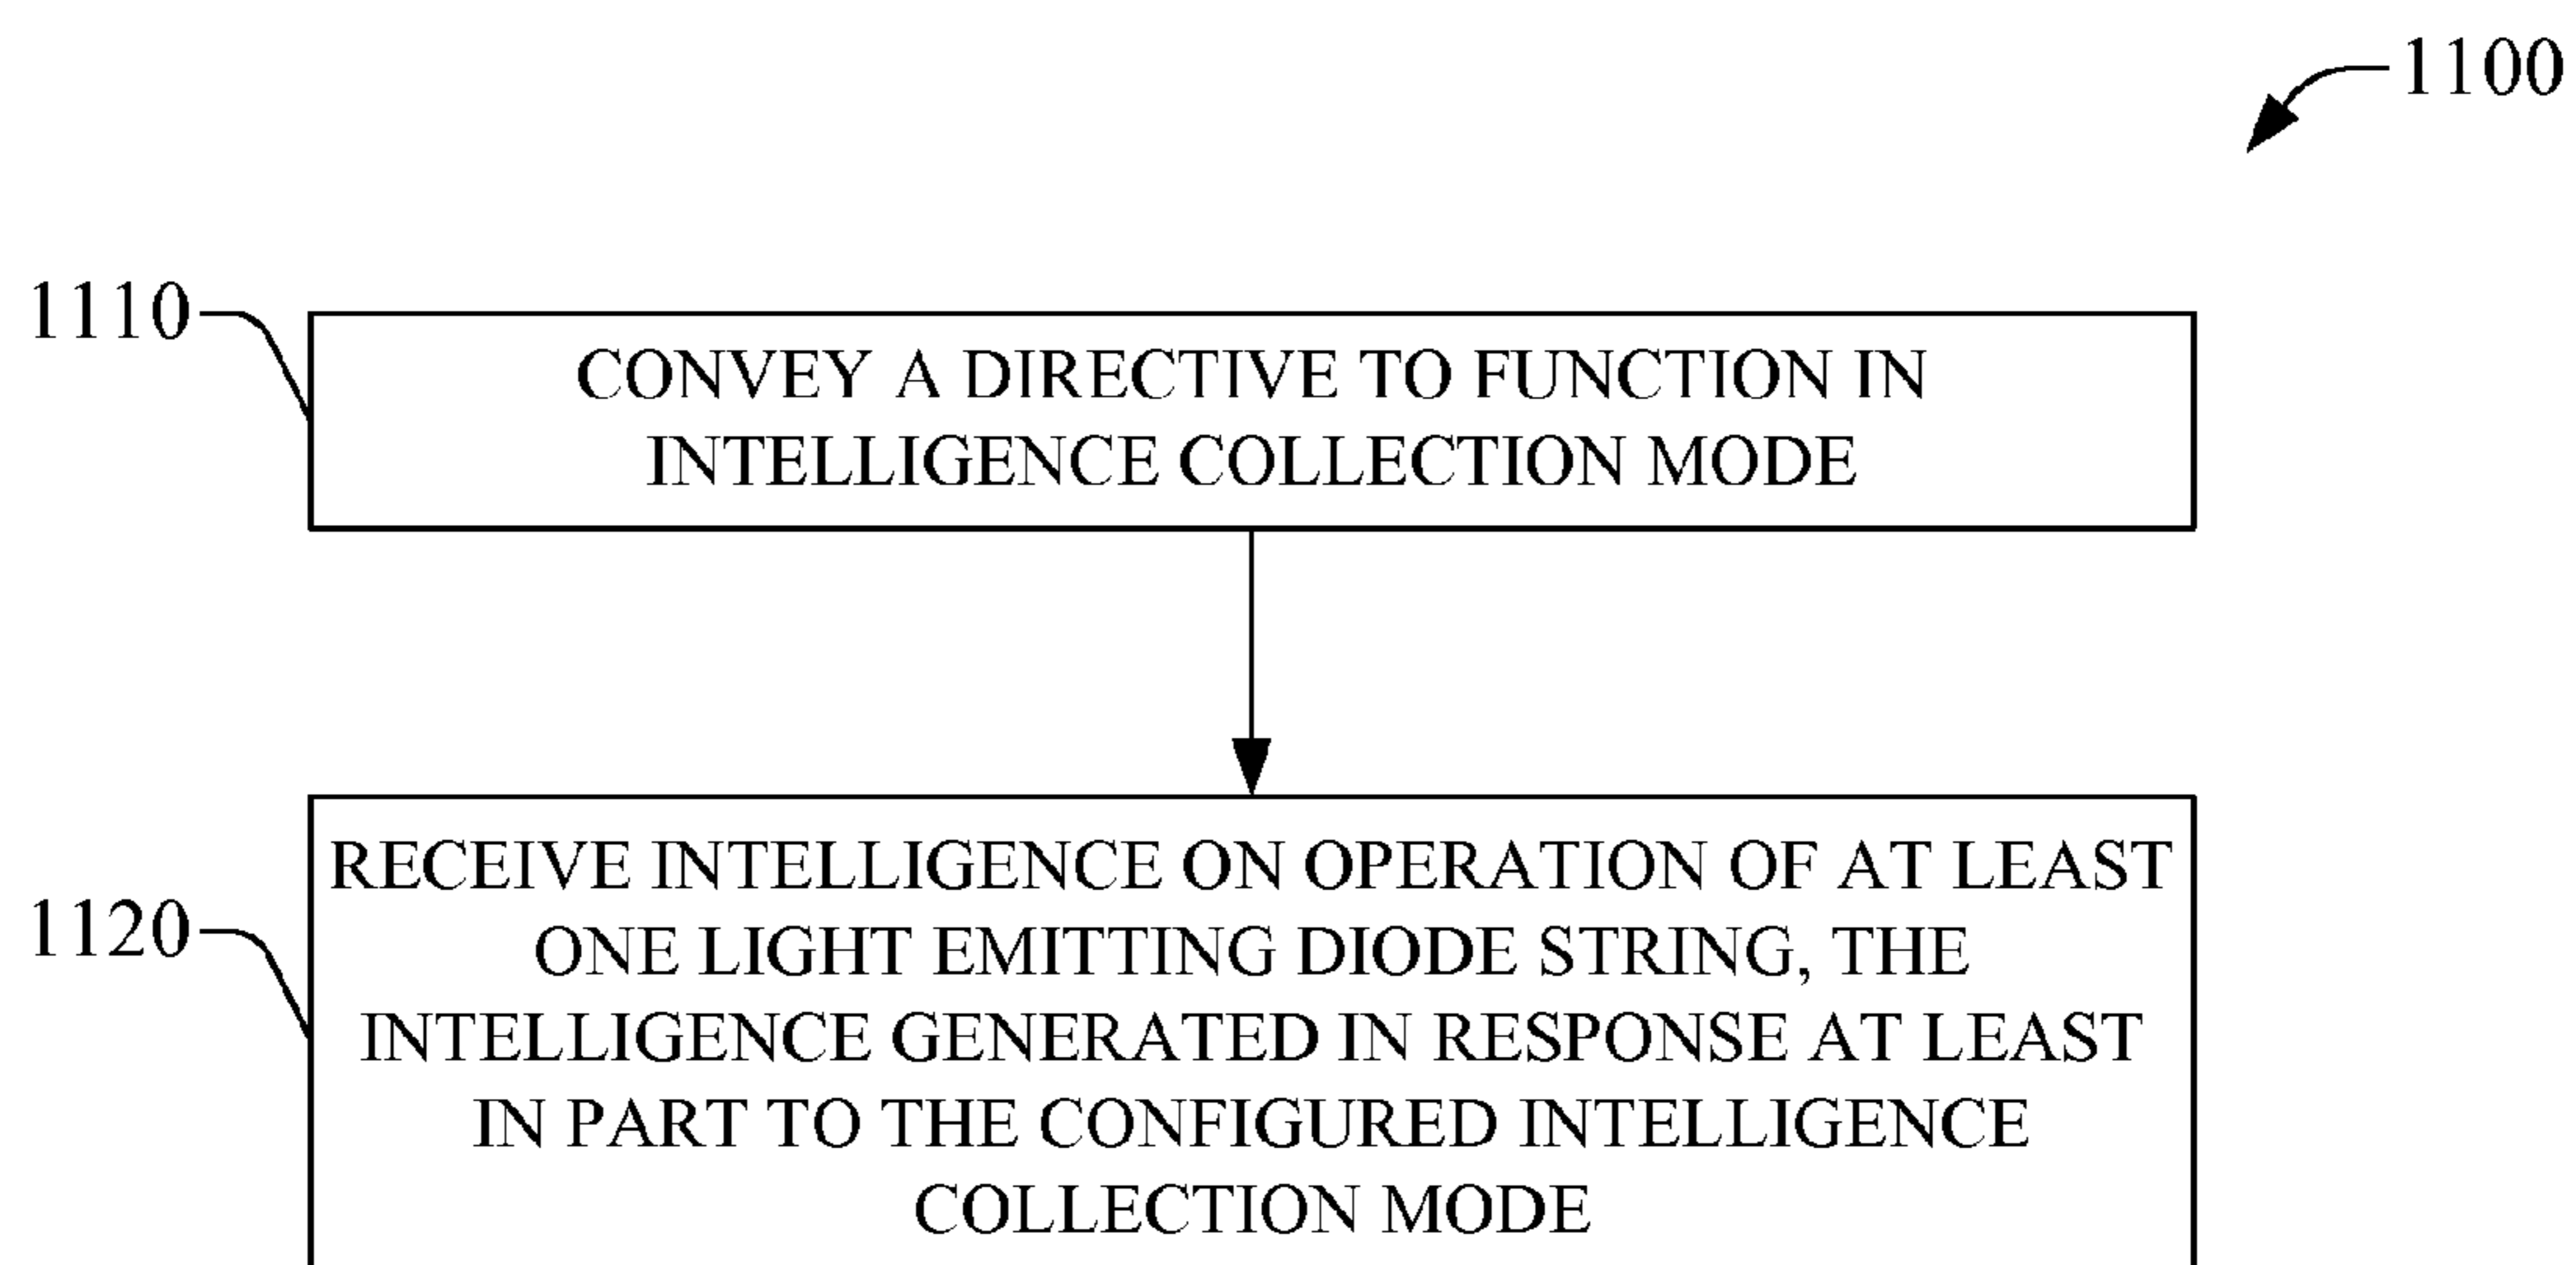 1100
1110
CONVEY A DIRECTIVE TO FUNCTION IN
INTELLIGENCE COLLECTION MODE
1120
RECEIVE INTELLIGENCE ON OPERATION OF AT LEAST
ONE LIGHT EMITTING DIODE STRING, THE
INTELLIGENCE GENERATED IN RESPONSE AT LEAST
IN PART TO THE CONFIGURED INTELLIGENCE
COLLECTION MODE